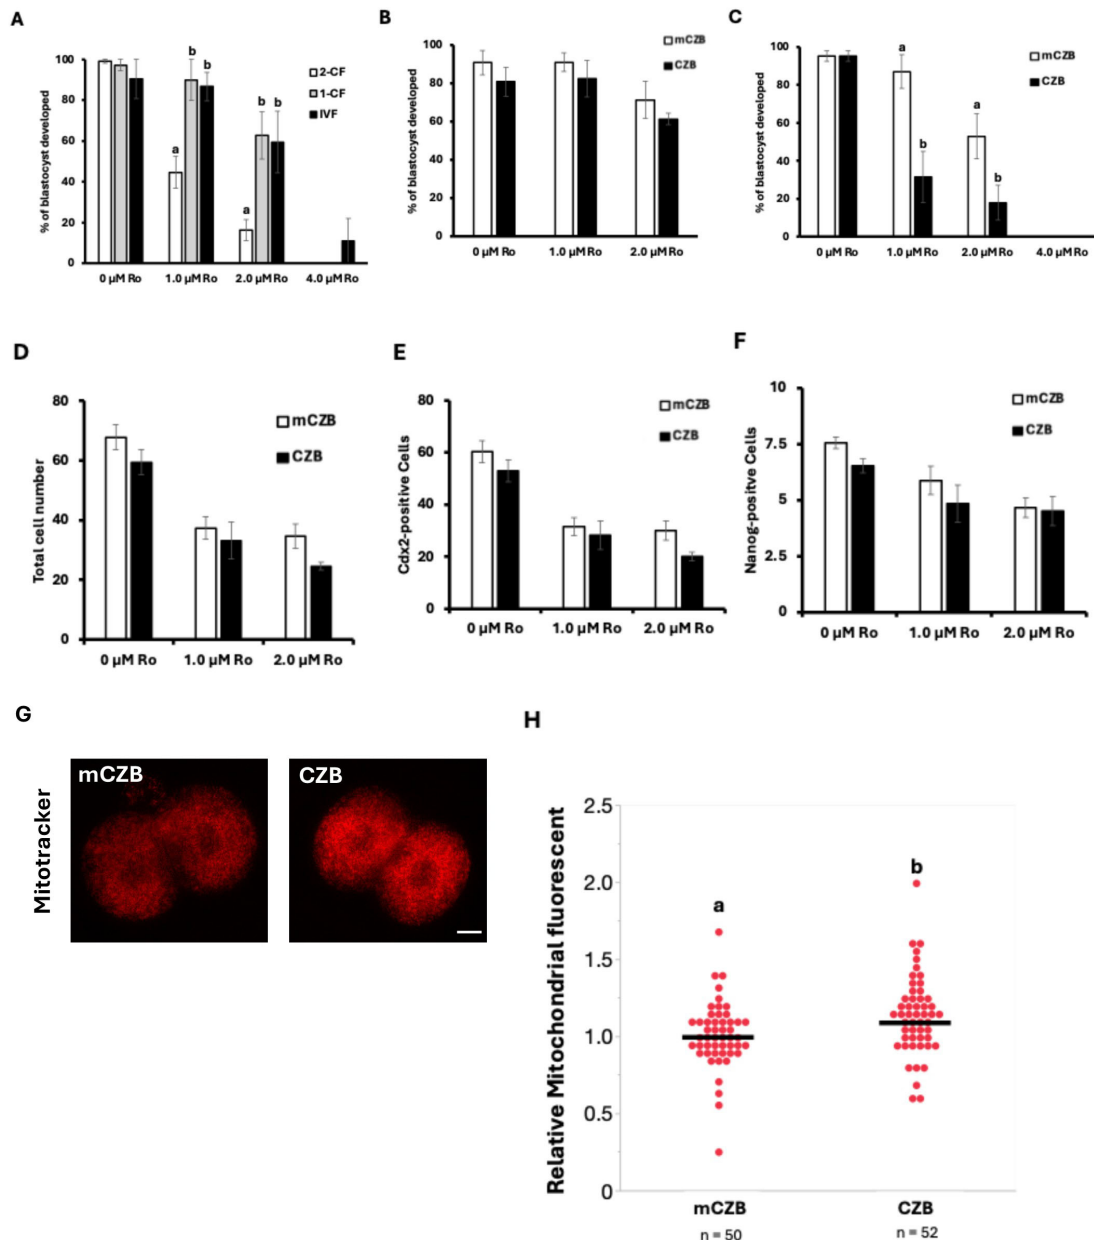 A
% of blastocyst developed
100
80
60
40
20
0
a
b
b
a
b
b
2-CF
1-CF
IVF
0 µM Ro
1.0 µM Ro
2.0 µM Ro
4.0 µM Ro
B
% of blastocyst developed
100
80
60
40
20
0
mCZB
CZB
0 µM Ro
1.0 µM Ro
2.0 µM Ro
C
% of blastocyst developed
100
80
60
40
20
0
a
b
a
b
mCZB
CZB
0 µM Ro
1.0 µM Ro
2.0 µM Ro
4.0 µM Ro
D
Total cell number
80
60
40
20
0
mCZB
CZB
0 µM Ro
1.0 µM Ro
2.0 µM Ro
E
Cdx2-positive Cells
80
60
40
20
0
mCZB
CZB
0 µM Ro
1.0 µM Ro
2.0 µM Ro
F
Nanog-positve Cells
10
7.5
5
2.5
0
mCZB
CZB
0 µM Ro
1.0 µM Ro
2.0 µM Ro
G
Mitotracker
mCZB
CZB
H
Relative Mitochondrial fluorescent
2.5
2.0
1.5
1.0
0.5
0
a
b
mCZB
CZB
n = 50
n = 52